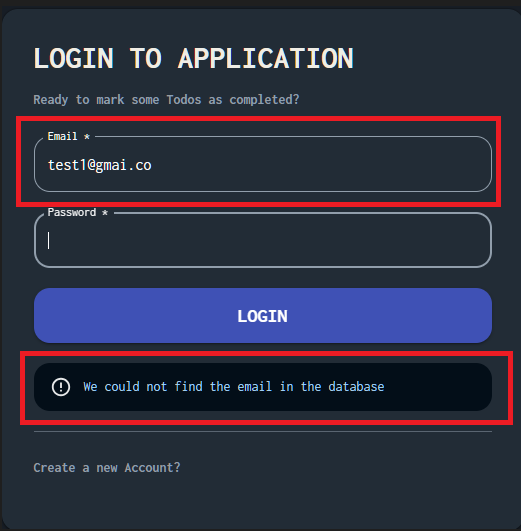 LOGIN TO APPLICATION
Ready to mark some Todos as completed?
Email *
test1@gmai.co
Password *
LOGIN
We could not find the email in the database
Create a new Account?